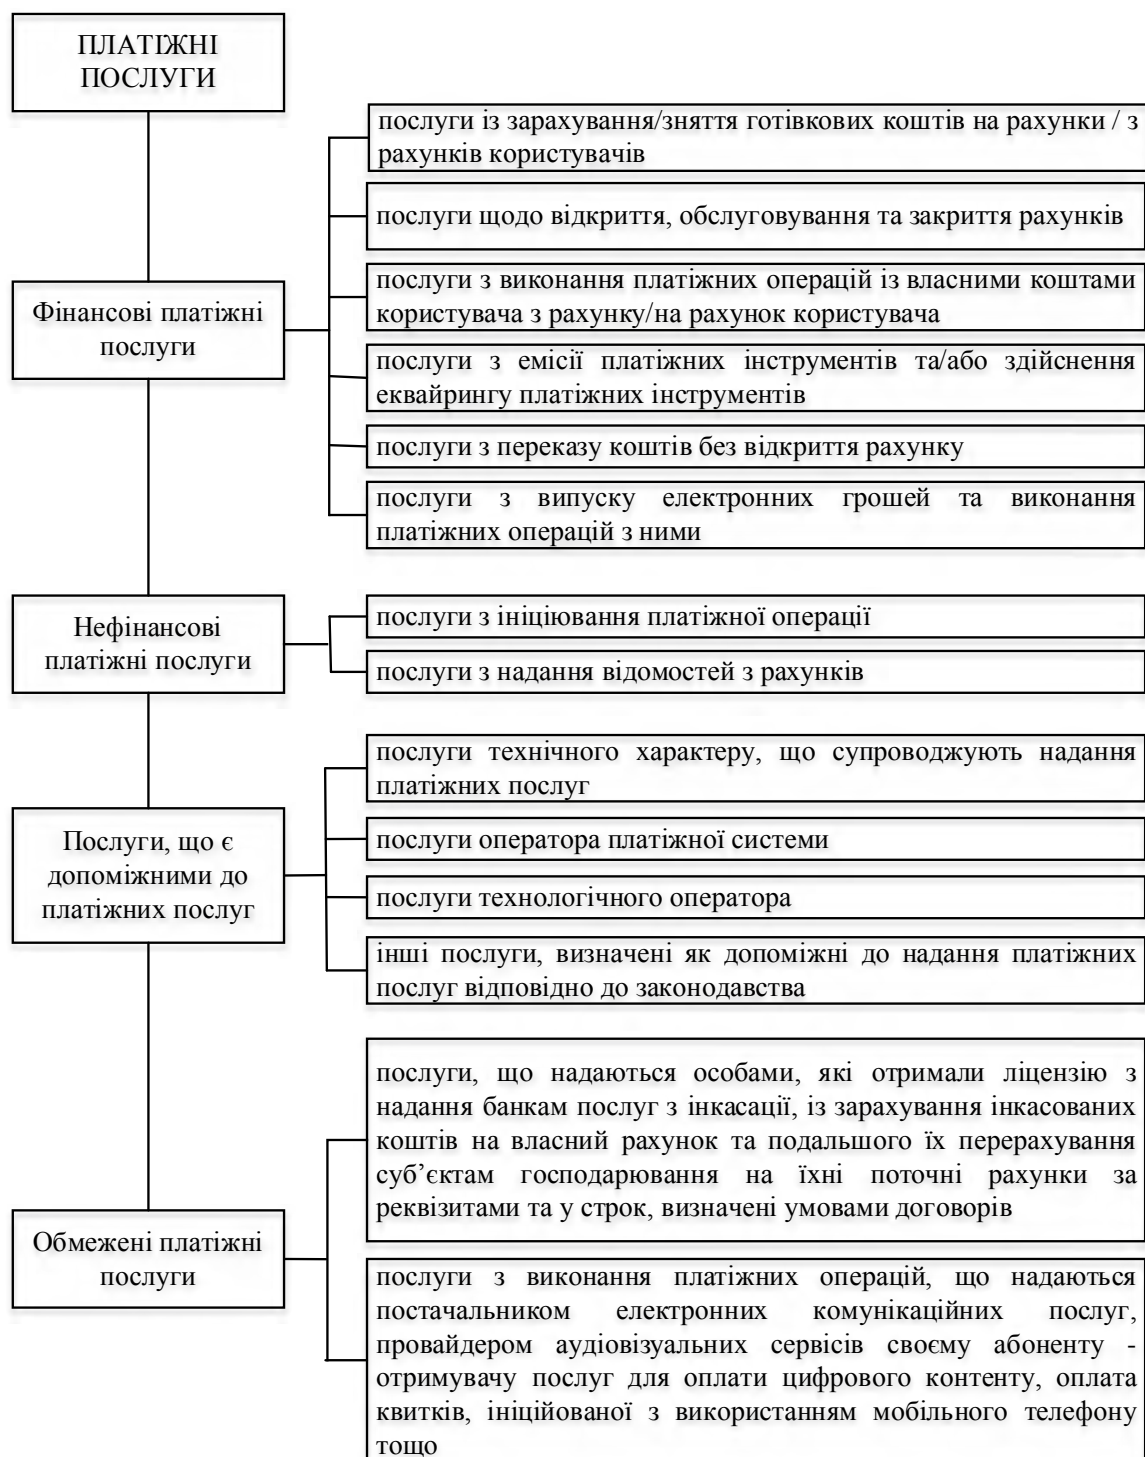 ПЛАТІЖНІ
ПОСЛУГИ
послуги із зарахування/зняття готівкових коштів на рахунки / з
рахунків користувачів
послуги щодо відкриття, обслуговування та закриття рахунків
Фінансові платіжні
послуги
послуги з виконання платіжних операцій із власними коштами
користувача з рахунку/на рахунок користувача
послуги з емісії платіжних інструментів та/або здійснення
еквайрингу платіжних інструментів
послуги з переказу коштів без відкриття рахунку
послуги з випуску електронних грошей та виконання
платіжних операцій з ними
Нефінансові
платіжні послуги
послуги з ініціювання платіжної операції
послуги з надання відомостей з рахунків
послуги технічного характеру, що супроводжують надання
платіжних послуг
Послуги, що є
допоміжними до
платіжних послуг
послуги оператора платіжної системи
послуги технологічного оператора
інші послуги, визначені як допоміжні до надання платіжних
послуг відповідно до законодавства
Обмежені платіжні
послуги
послуги, що надаються особами, які отримали ліцензію з
надання банкам послуг з інкасації, із зарахування інкасованих
коштів на власний рахунок та подальшого їх перерахування
суб’єктам господарювання на їхні поточні рахунки за
реквізитами та у строк, визначені умовами договорів
послуги з виконання платіжних операцій, що надаються
постачальником електронних комунікаційних послуг,
провайдером аудіовізуальних сервісів своєму абоненту -
отримувачу послуг для оплати цифрового контенту, оплата
квитків, ініційованої з використанням мобільного телефону
тощо